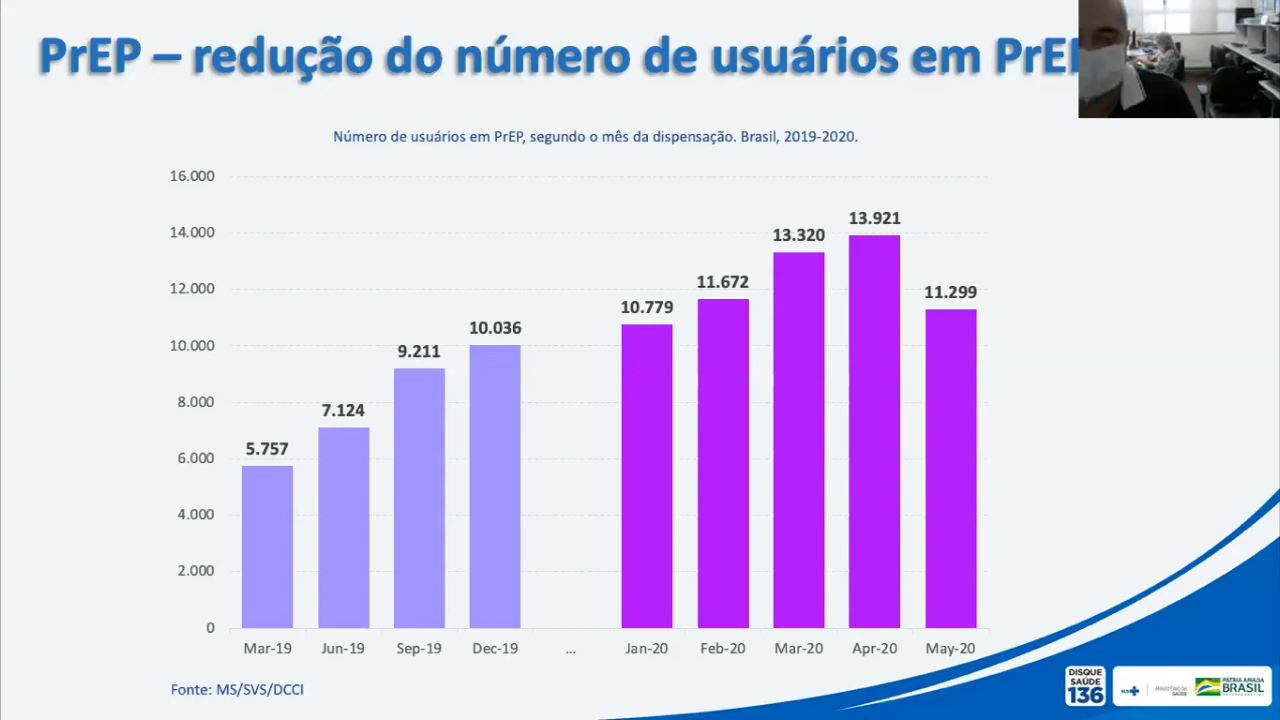 PrEP – redução do número de usuários em PrEP
Número de usuários em PrEP, segundo o mês da dispensação. Brasil, 2019-2020.
16.000
14.000
12.000
10.000
8.000
6.000
4.000
2.000
0
5.757
7.124
9.211
10.036
10.779
11.672
13.320
13.921
11.299
Mar-19 Jun-19 Sep-19 Dec-19 ... Jan-20 Feb-20 Mar-20 Apr-20 May-20
Fonte: MS/SVS/DCCI
DISQUE
SAÚDE
136
SUS
MINISTÉRIO DA
SAÚDE
PÁTRIA AMADA
BRASIL